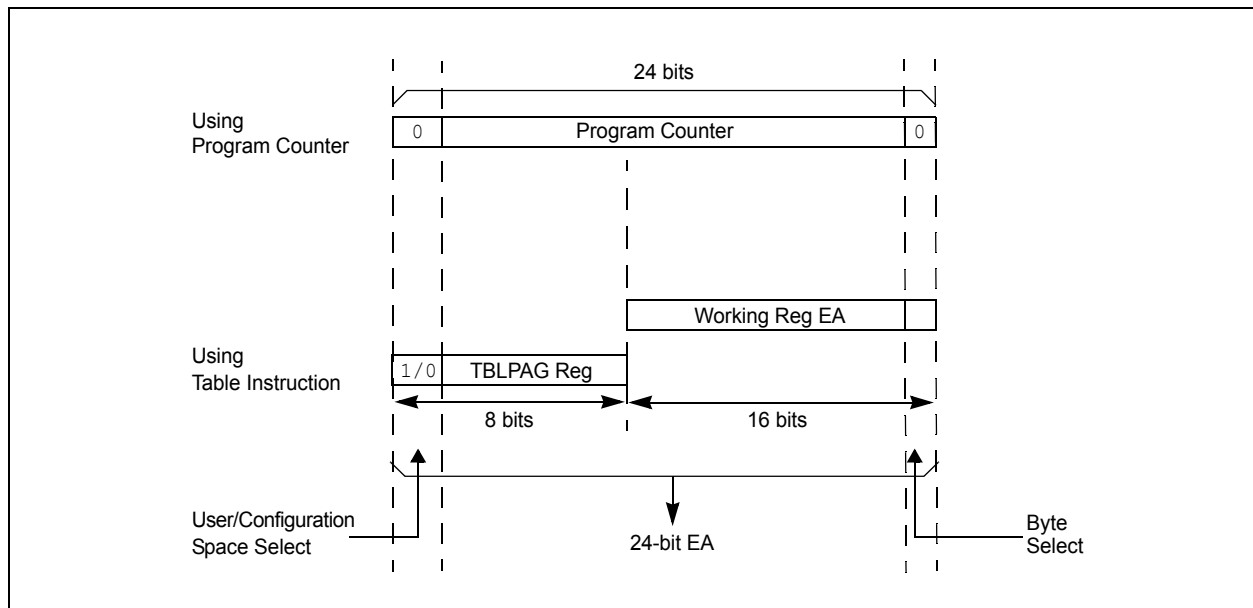 24 bits
Using
Program Counter
0
Program Counter
0
Working Reg EA
Using
Table Instruction
1/0
TBLPAG Reg
8 bits
16 bits
User/Configuration
Space Select
24-bit EA
Byte
Select